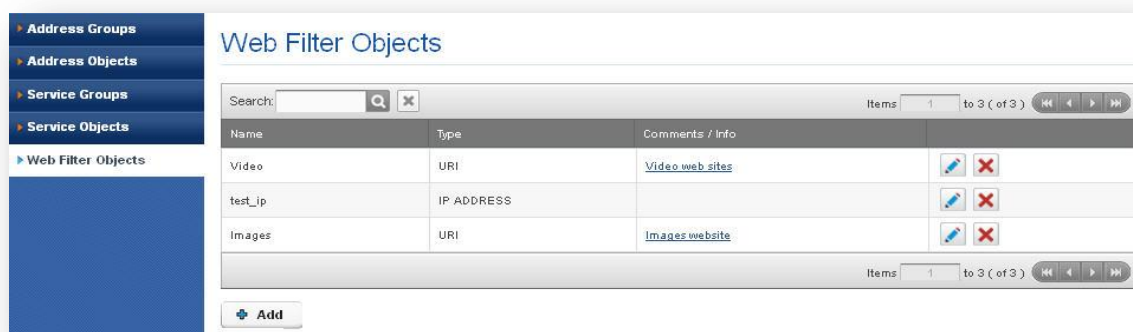 Address Groups
Address Objects
Service Groups
Service Objects
Web Filter Objects
Web Filter Objects
Search:
Items 1 to 3 ( of 3 )
Name Type Comments / Info
Video URI Video web sites
test_ip IP ADDRESS
Images URI Images website
Items 1 to 3 ( of 3 )
Add